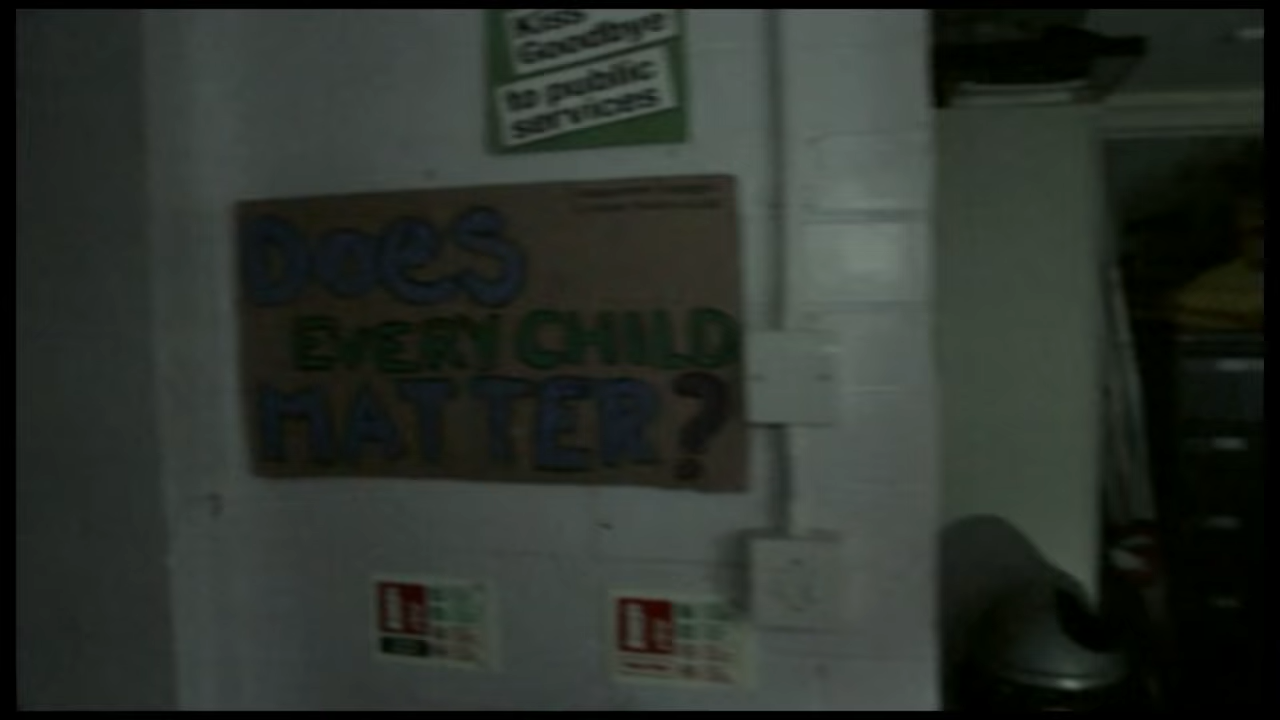 Kiss
Goodbye
to public
services
Does
EVERY CHILD
MATTER?